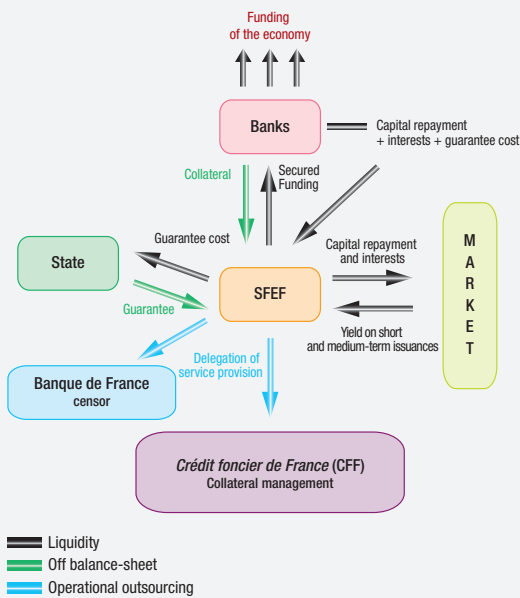 Funding
of the economy
Banks
Capital repayment
+ interests + guarantee cost
Collateral
Secured
Funding
State
Guarantee cost
Guarantee
SFEF
Capital repayment
and interests
Yield on short
and medium-term issuances
M
A
R
K
E
T
Banque de France
censor
Delegation of
service provision
Crédit foncier de France (CFF)
Collateral management
Liquidity
Off balance-sheet
Operational outsourcing